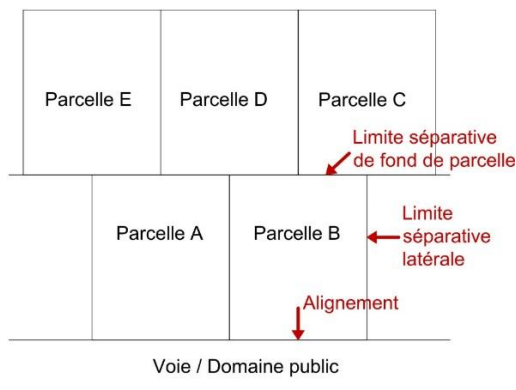 Parcelle E
Parcelle D
Parcelle C
Limite séparative
de fond de parcelle
Parcelle A
Parcelle B
Limite
séparative
latérale
Alignement
Voie / Domaine public